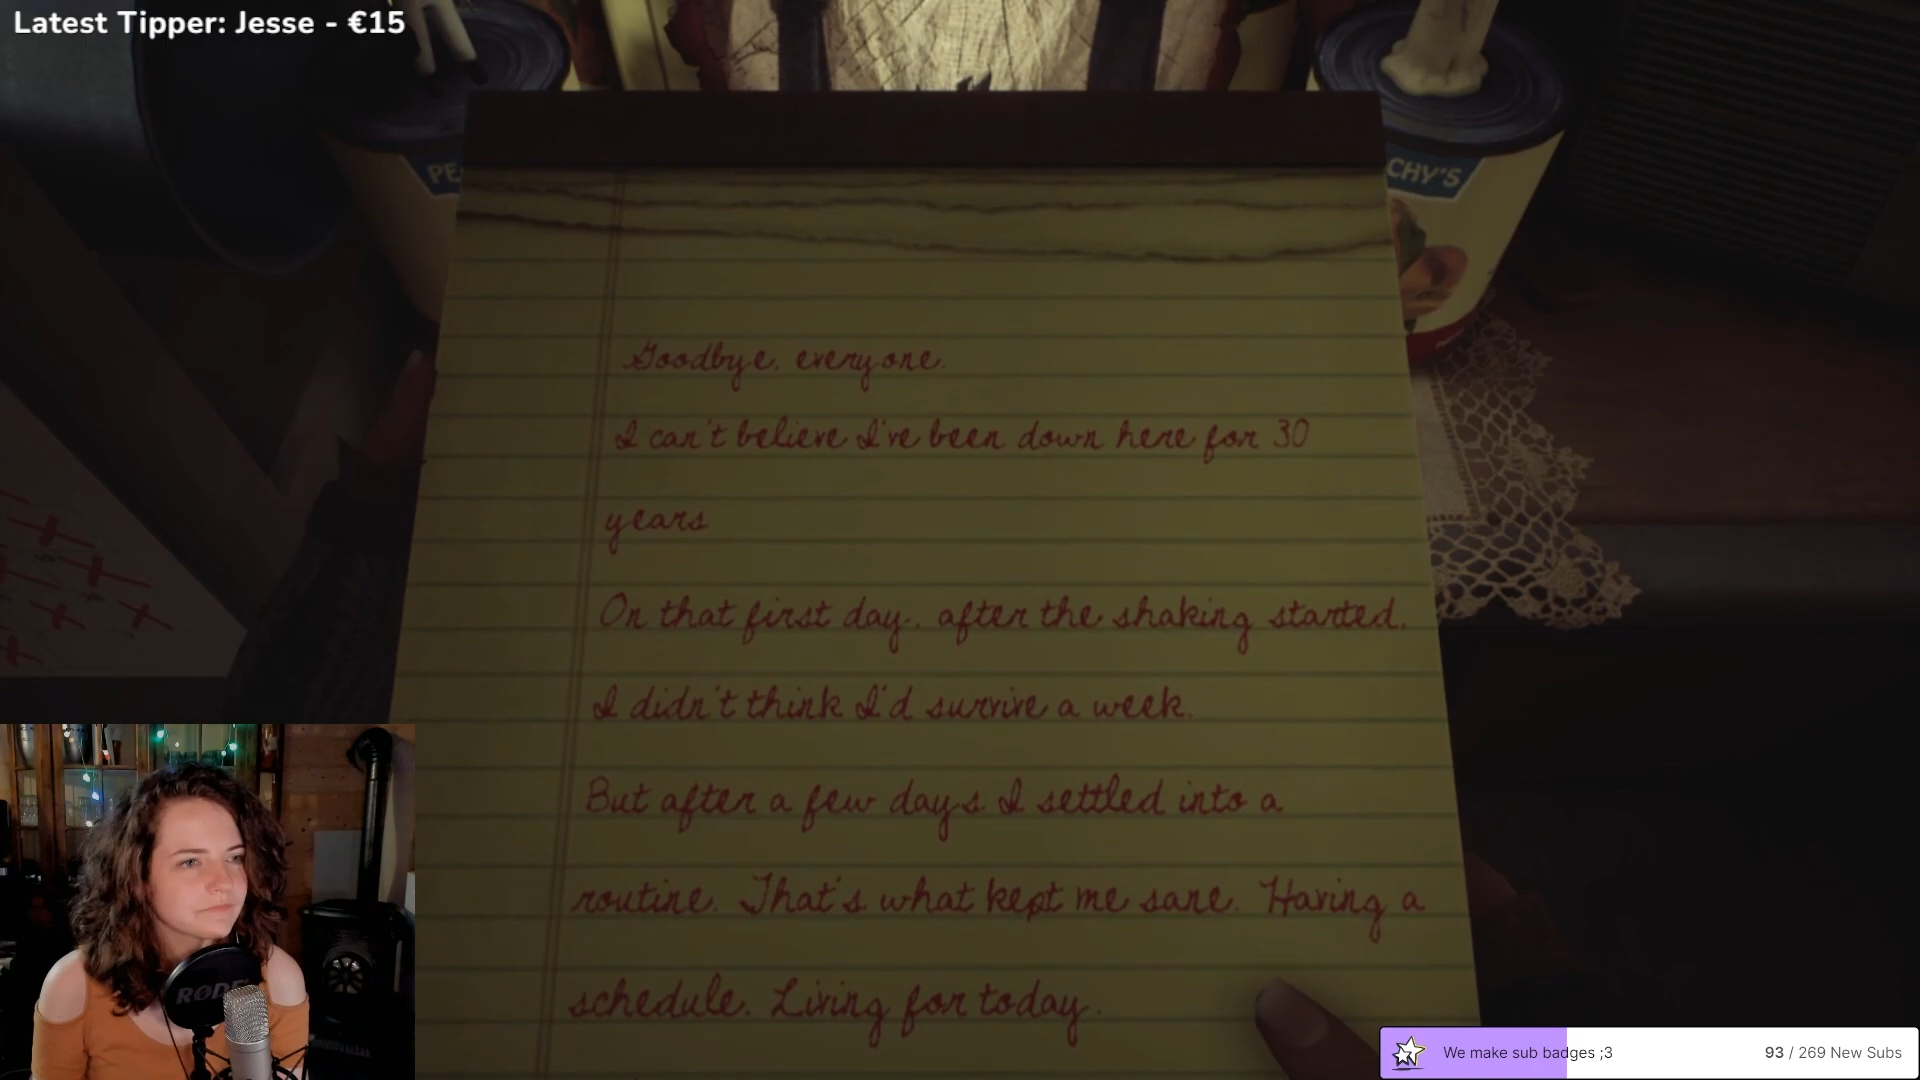 Latest Tipper: Jesse - €15
PE
CHY'S
Goodbye, everyone.
I can't believe I've been down here for 30
years
On that first day, after the shaking started,
I didn't think I'd survive a week.
But after a few days I settled into a
routine. That's what kept me sane. Having a
schedule. Living for today.
RØDE
We make sub badges ;3
93 / 269 New Subs